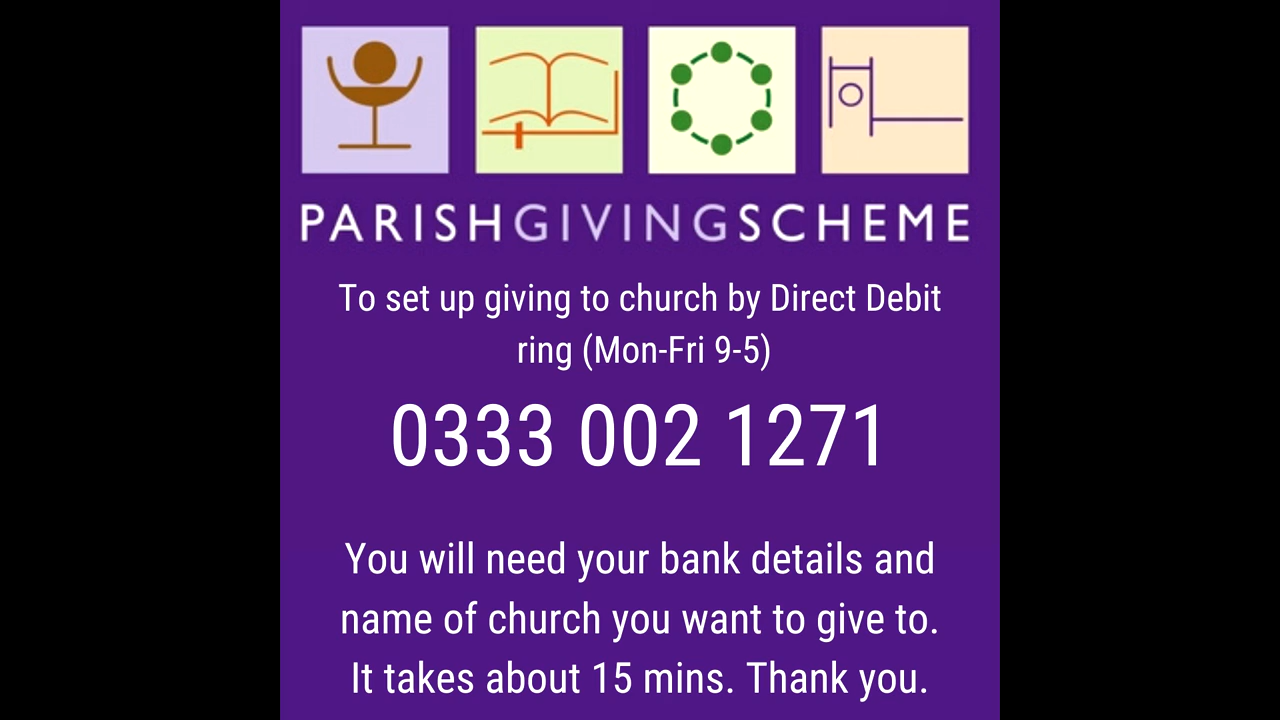 PARISHGIVINGSCHEME
To set up giving to church by Direct Debit
ring (Mon-Fri 9-5)
0333 002 1271
You will need your bank details and
name of church you want to give to.
It takes about 15 mins. Thank you.